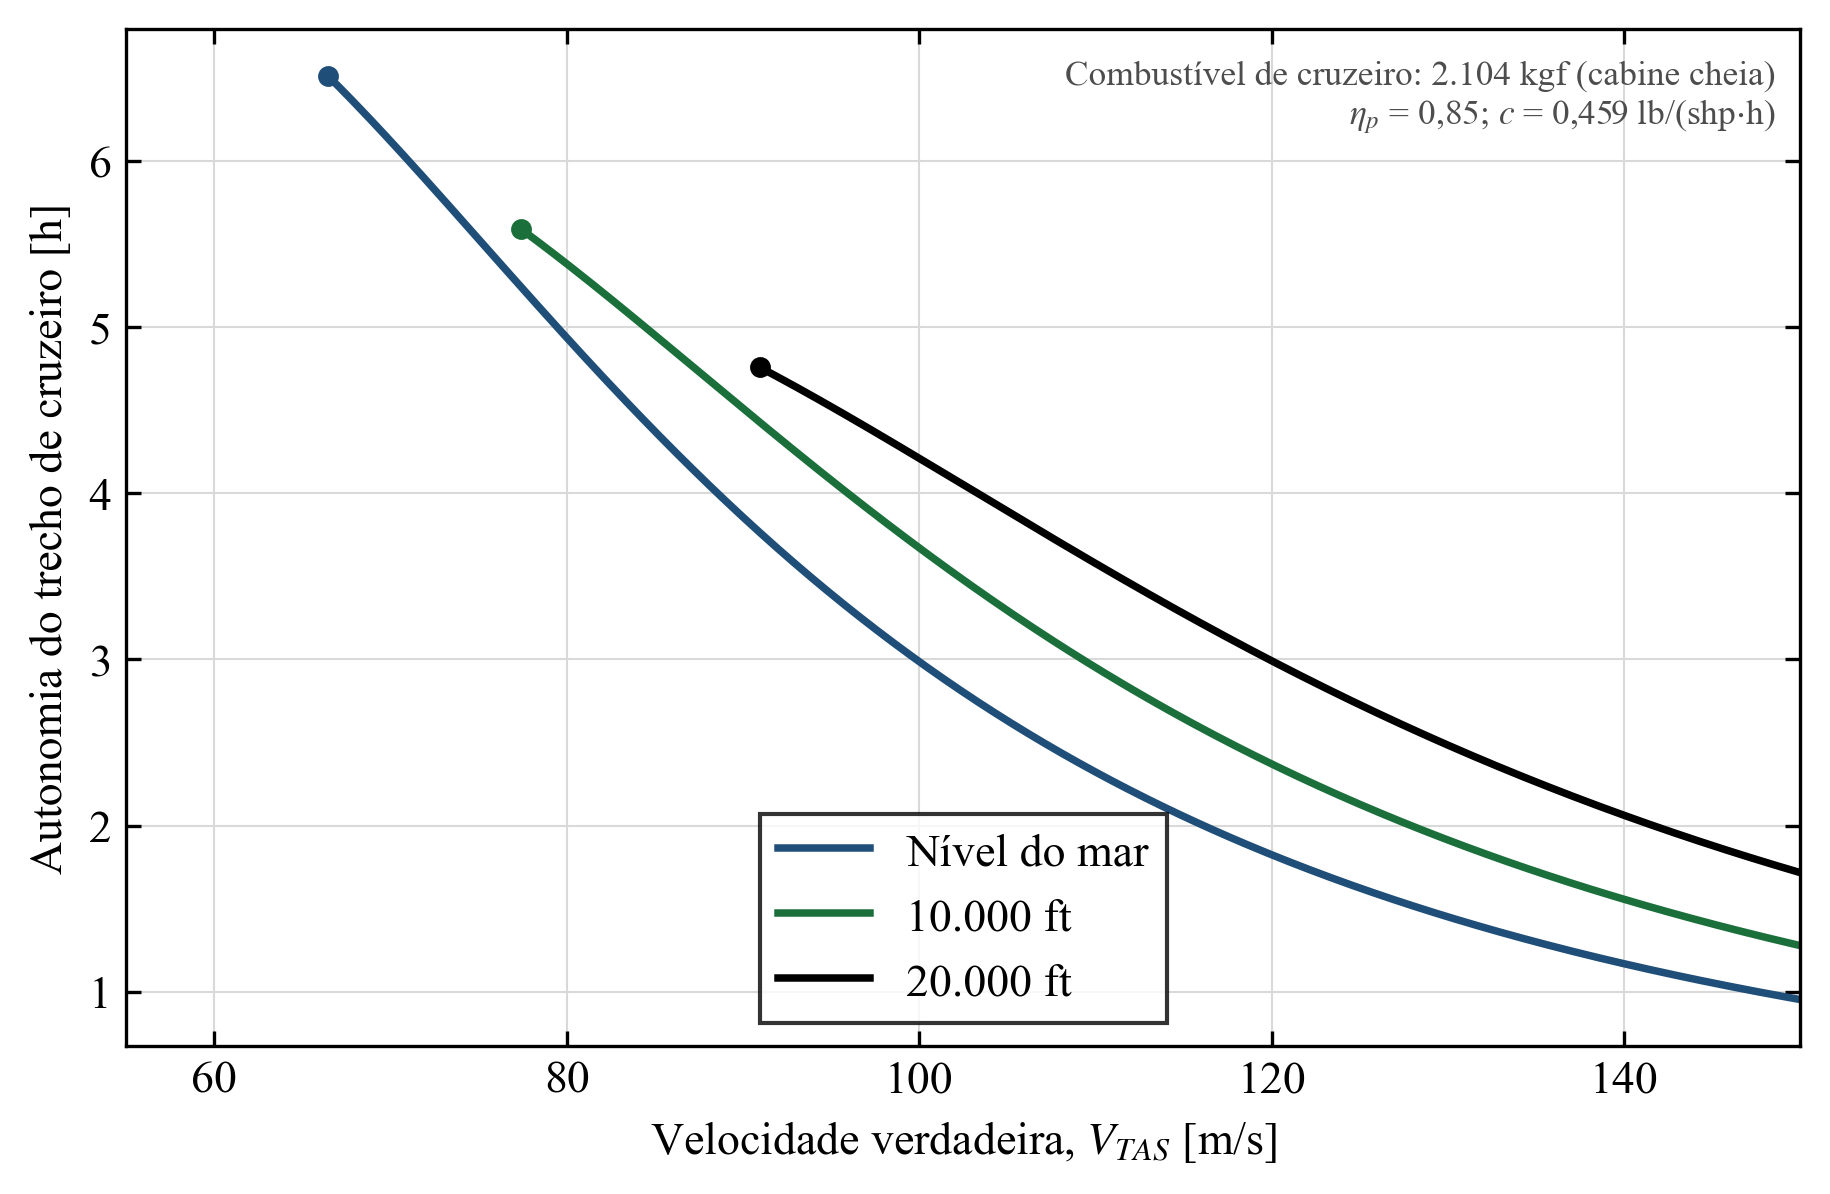 Combustível de cruzeiro: 2.104 kgf (cabine cheia)
η_p = 0,85; c = 0,459 lb/(shp·h)
Autonomia do trecho de cruzeiro [h]
6
5
4
3
2
1
Nível do mar
10.000 ft
20.000 ft
60 80 100 120 140
Velocidade verdadeira, V_TAS [m/s]